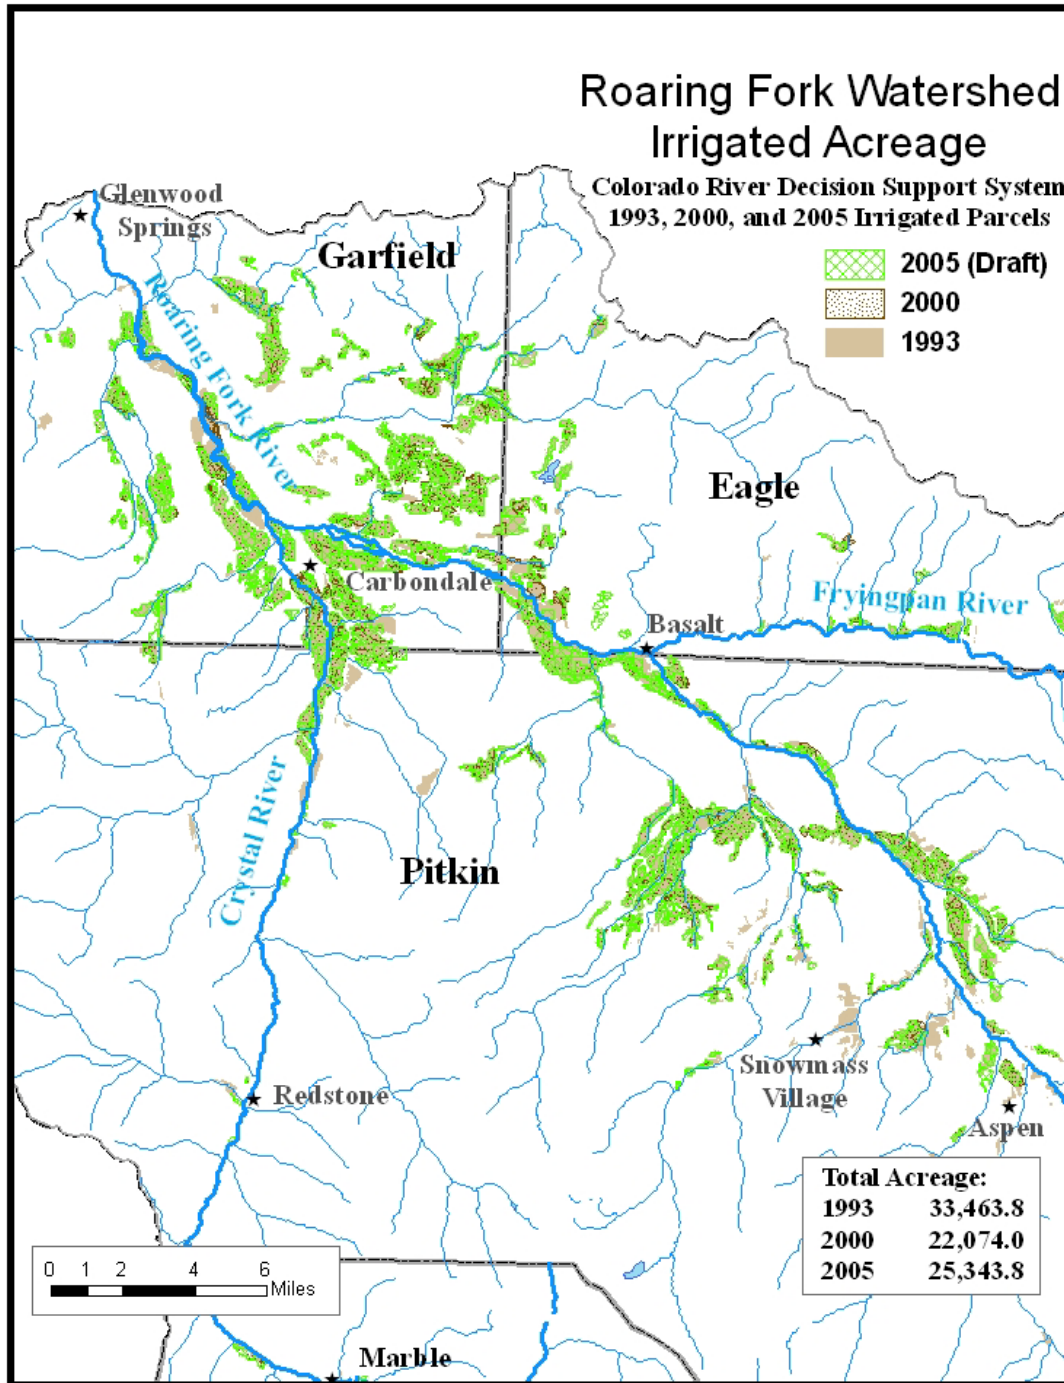 Roaring Fork Watershed
Irrigated Acreage
Colorado River Decision Support System
1993, 2000, and 2005 Irrigated Parcels
2005 (Draft)
2000
1993
Glenwood
Springs
Garfield
Roaring Fork River
Eagle
Carbondale
Basalt
Fryingpan River
Crystal River
Pitkin
Redstone
Snowmass
Village
Aspen
Total Acreage:
1993 33,463.8
2000 22,074.0
2005 25,343.8
0 1 2 4 6
Miles
Marble